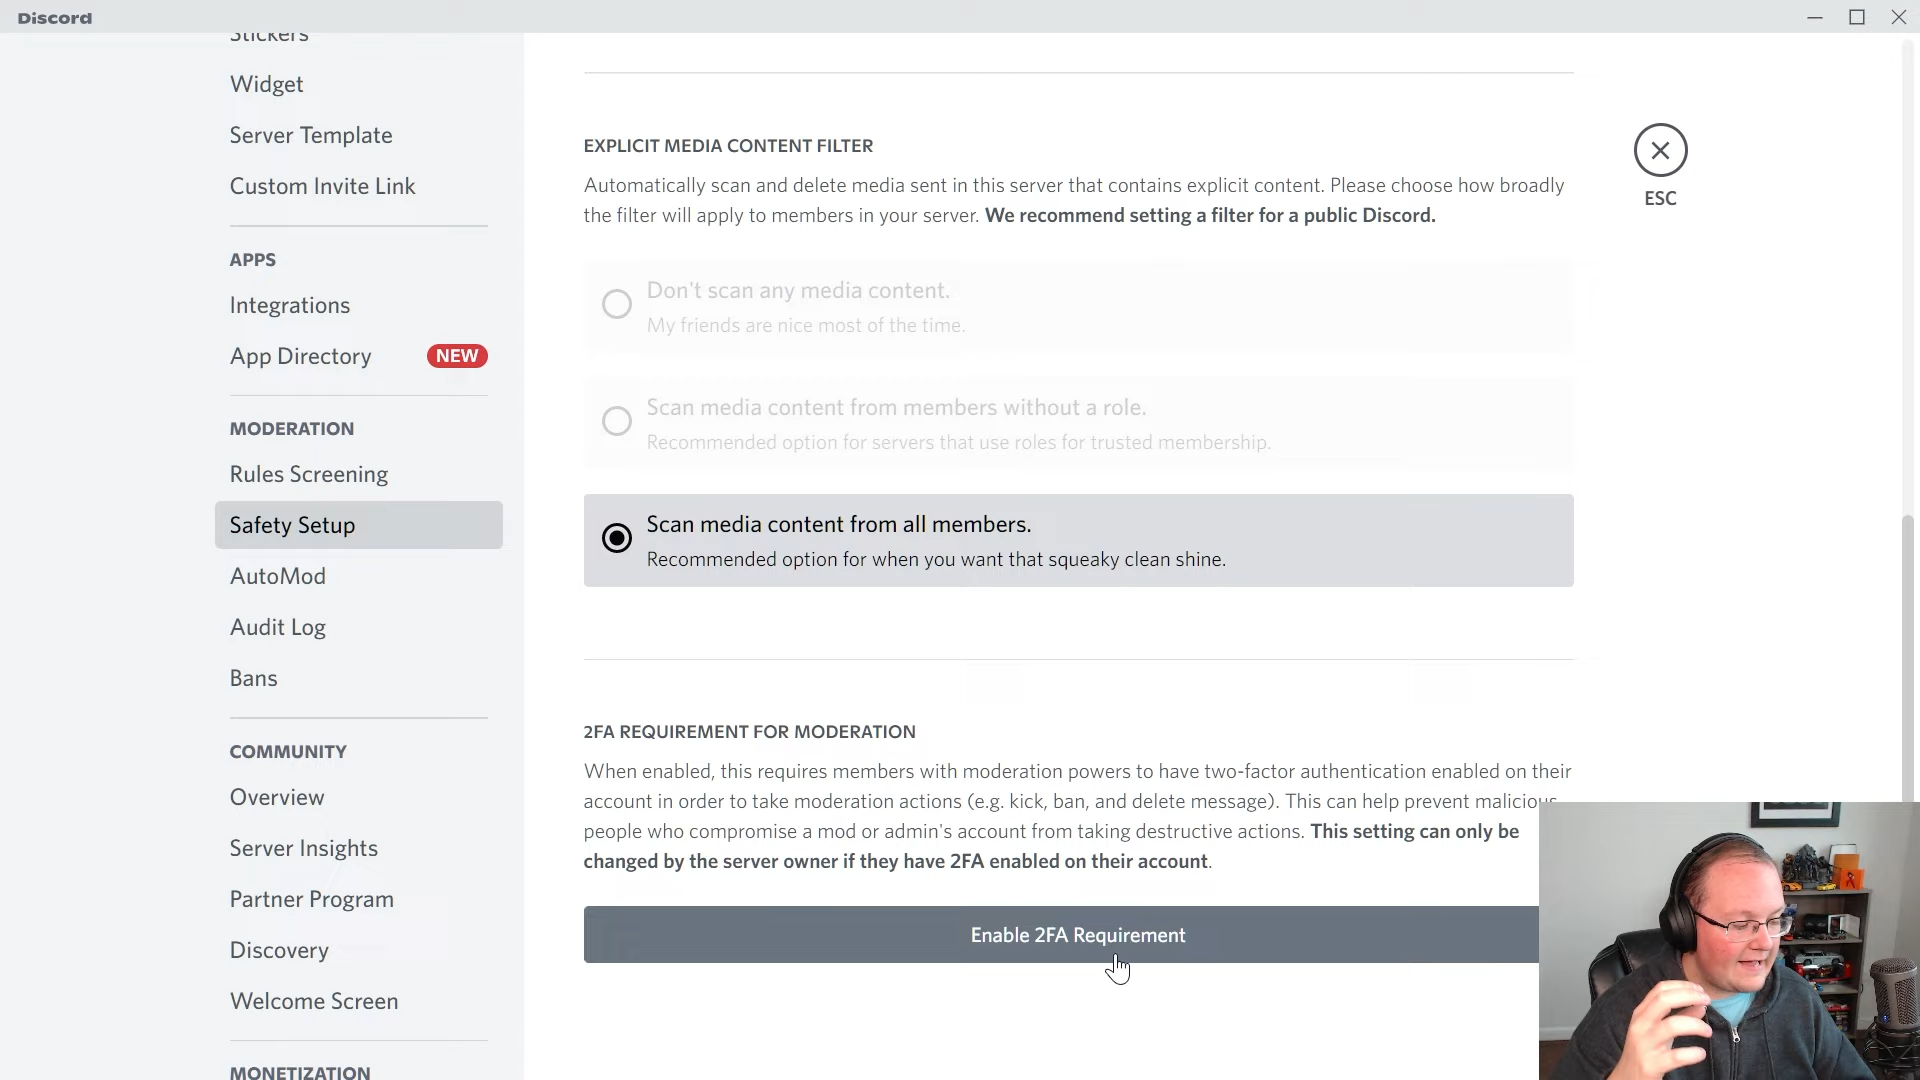 Discord
Stickers
Widget
Server Template
Custom Invite Link
APPS
Integrations
App Directory NEW
MODERATION
Rules Screening
Safety Setup
AutoMod
Audit Log
Bans
COMMUNITY
Overview
Server Insights
Partner Program
Discovery
Welcome Screen
MONETIZATION
EXPLICIT MEDIA CONTENT FILTER
Automatically scan and delete media sent in this server that contains explicit content. Please choose how broadly
the filter will apply to members in your server. We recommend setting a filter for a public Discord.
Don't scan any media content.
My friends are nice most of the time.
Scan media content from members without a role.
Recommended option for servers that use roles for trusted membership.
Scan media content from all members.
Recommended option for when you want that squeaky clean shine.
2FA REQUIREMENT FOR MODERATION
When enabled, this requires members with moderation powers to have two-factor authentication enabled on their
account in order to take moderation actions (e.g. kick, ban, and delete message). This can help prevent malicious
people who compromise a mod or admin's account from taking destructive actions. This setting can only be
changed by the server owner if they have 2FA enabled on their account.
Enable 2FA Requirement
ESC